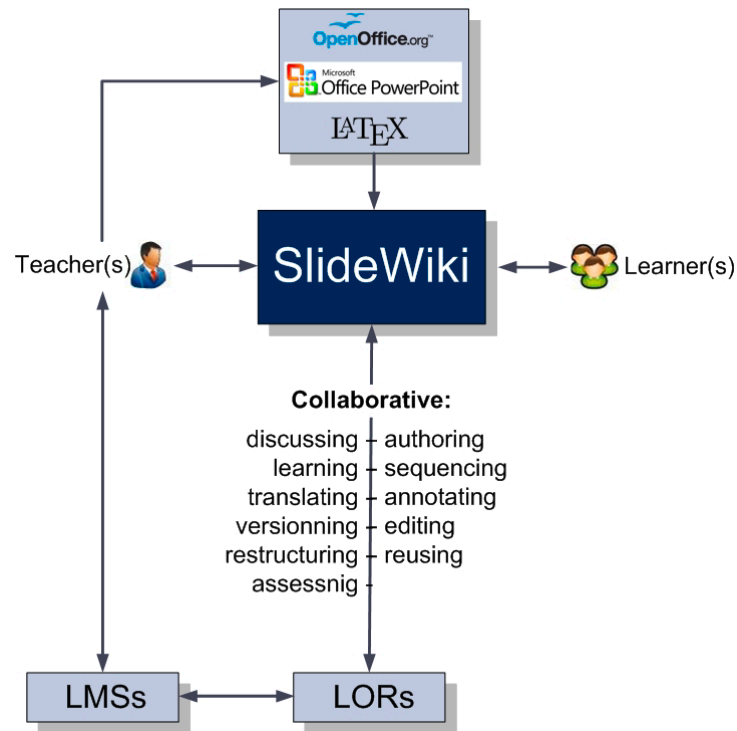 OpenOffice.org™
Microsoft
Office PowerPoint
LATEX
Teacher(s)
SlideWiki
Learner(s)
Collaborative:
discussing - authoring
learning - sequencing
translating - annotating
versionning - editing
restructuring - reusing
assessnig -
LMSs
LORs